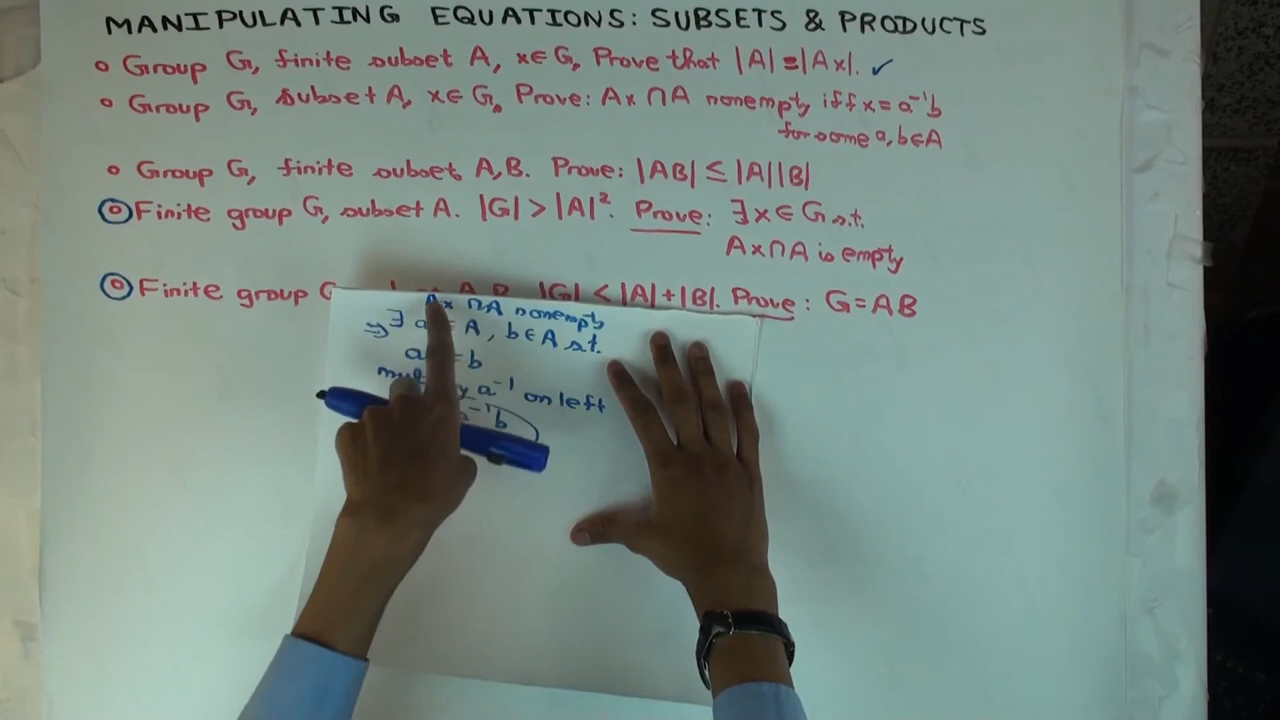 MANIPULATING EQUATIONS: SUBSETS & PRODUCTS
Group G, finite subset A, x∈G, Prove that |A|=|Ax|. ✓
Group G, Subset A, x∈G. Prove: Ax∩A nonempty iff x=a⁻¹b
for some a,b∈A
Group G, finite subset A,B. Prove: |AB| ≤ |A||B|
Finite group G, subset A. |G| > |A|². Prove: ∃x∈G s.t.
Ax∩A is empty
Finite group G A,B. |G| < |A|+|B|. Prove: G=AB
Ax∩A nonempty
⇒ ∃ A, b∈A s.t.
a = b
a⁻¹ on left
a⁻¹b